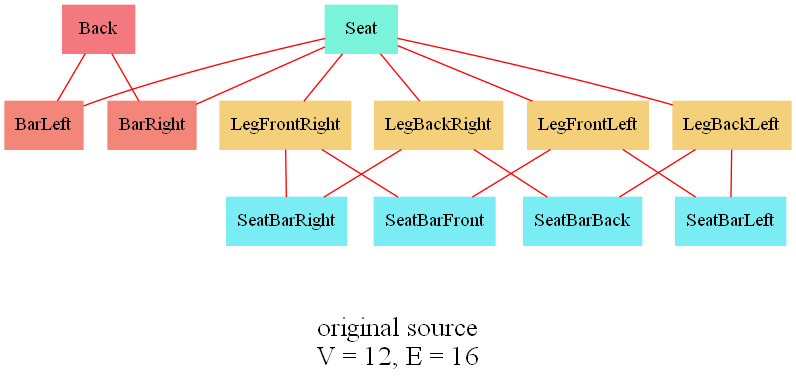 Back
Seat
BarLeft
BarRight
LegFrontRight
LegBackRight
LegFrontLeft
LegBackLeft
SeatBarRight
SeatBarFront
SeatBarBack
SeatBarLeft
original source
V = 12, E = 16